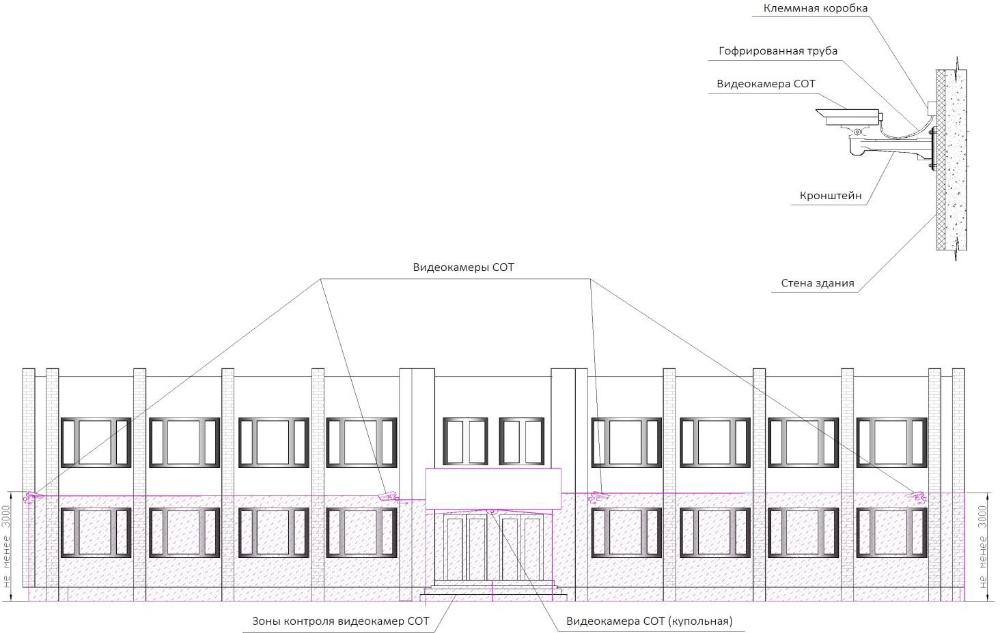 Клеммная коробка
Гофрированная труба
Видеокамера СОТ
Кронштейн
Стена здания
Видеокамеры СОТ
не менее 3000
не менее 3000
Зоны контроля видеокамер СОТ
Видеокамера СОТ (купольная)